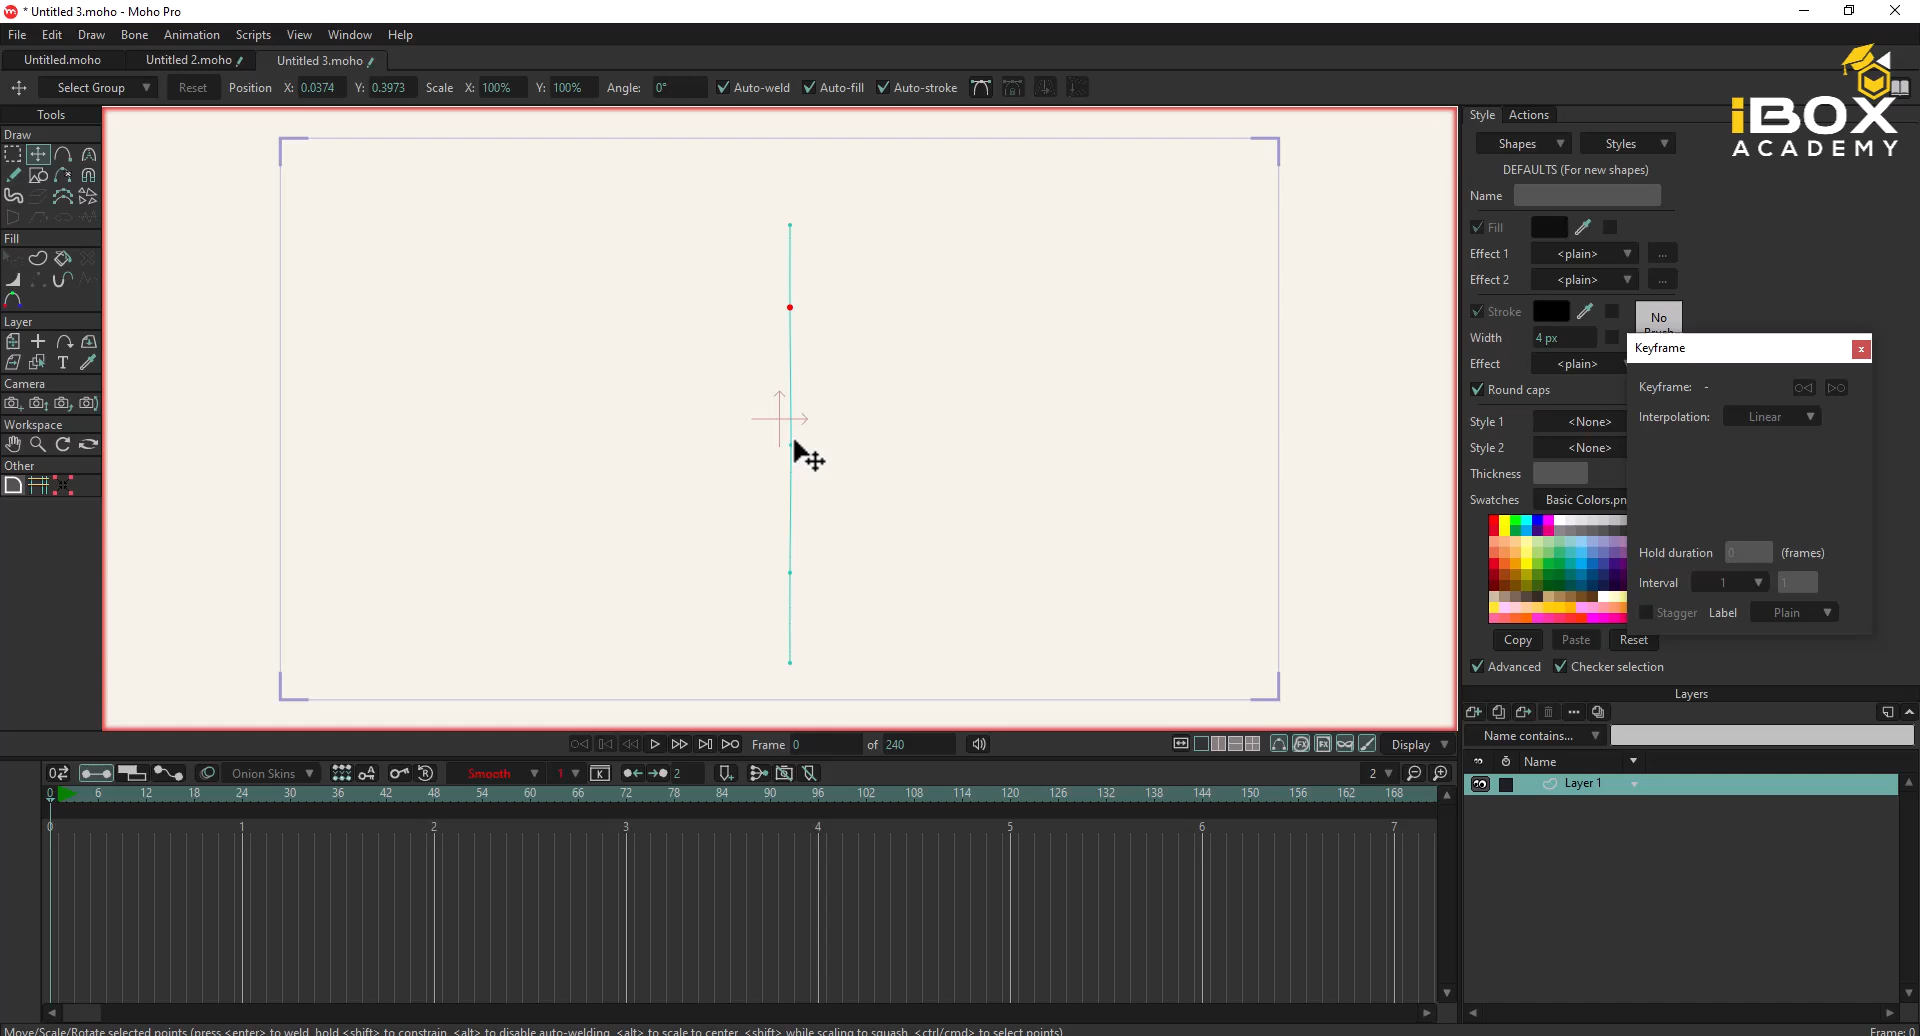 * Untitled 3.moho - Moho Pro
File Edit Draw Bone Animation Scripts View Window Help
Untitled.moho Untitled 2.moho Untitled 3.moho
Select Group Reset Position X: 0.0374 Y: 0.3973 Scale X: 100% Y: 100% Angle: 0° Auto-weld Auto-fill Auto-stroke
iBOX
ACADEMY
Tools
Draw
Fill
Layer
Camera
Workspace
Other
Style Actions
Shapes Styles
DEFAULTS (For new shapes)
Name
Fill
Effect 1 <plain> ...
Effect 2 <plain> ...
Stroke No
Width 4 px
Effect <plain>
Round caps
Style 1 <None>
Style 2 <None>
Thickness
Swatches Basic Colors.pn
Copy Paste Reset
Advanced Checker selection
Keyframe x
Keyframe: -
Interpolation: Linear
Hold duration 0 (frames)
Interval 1 1
Stagger Label Plain
Frame 0 of 240 Display
Onion Skins Smooth 1 K 2 2
0 6 12 18 24 30 36 42 48 54 60 66 72 78 84 90 96 102 108 114 120 126 132 138 144 150 156 162 168
0 1 2 3 4 5 6 7
Layers
Name contains...
Name
Layer 1
Move/Scale/Rotate selected points (press <enter> to weld, hold <shift> to constrain, <alt> to disable auto-welding, <alt> to scale to center, <shift> while scaling to squash, <ctrl/cmd> to select points)
Frame: 0